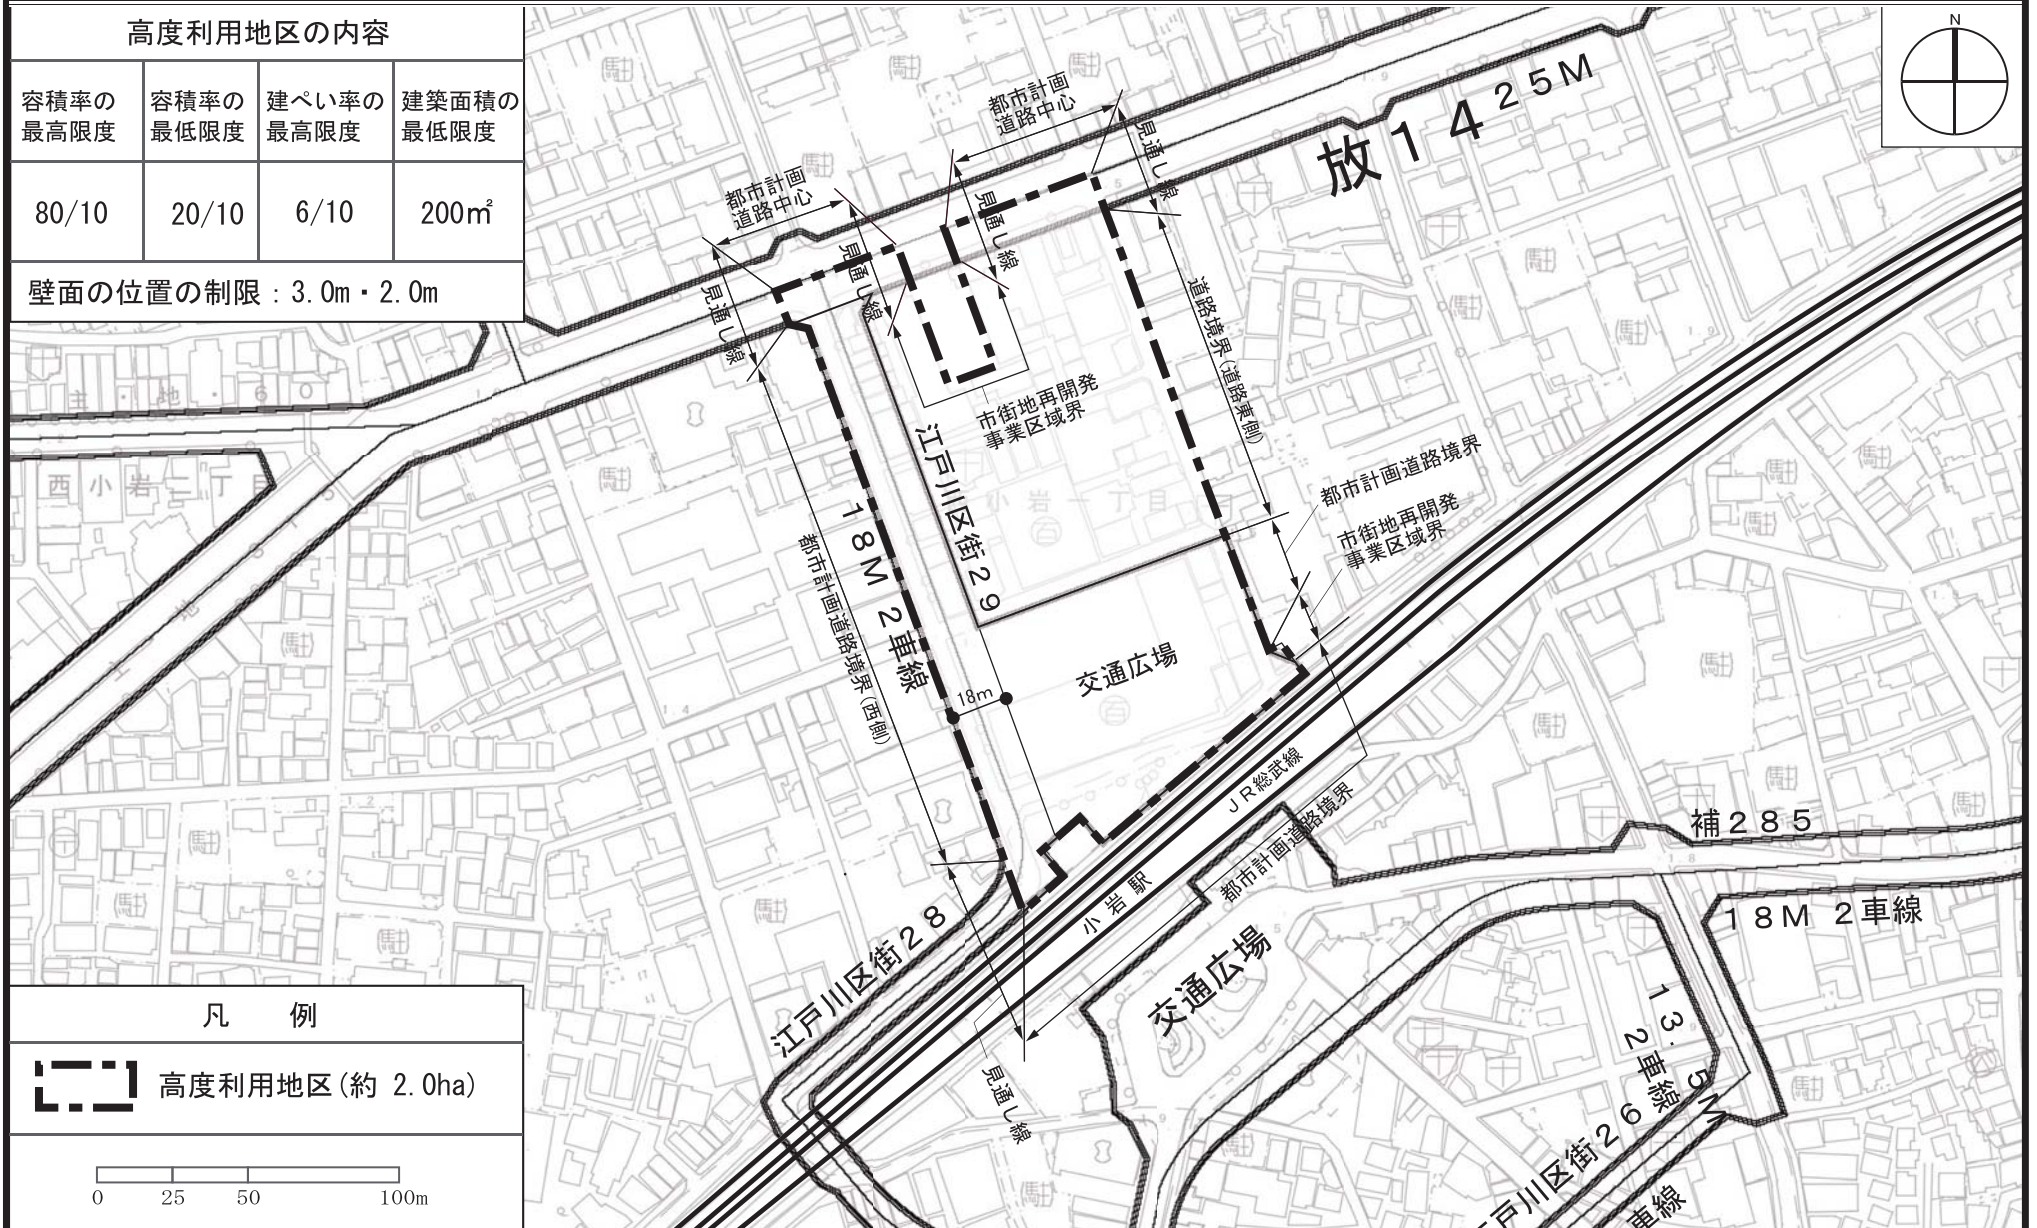 高度利用地区の内容
容積率の
最高限度
容積率の
最低限度
建ぺい率の
最高限度
建築面積の
最低限度
80/10
20/10
6/10
200㎡
壁面の位置の制限：3.0m・2.0m
N
放14 25M
都市計画
道路中心
見通し線
都市計画
道路中心
見通し線
見通し線
見通し線
道路境界(道路東側)
市街地再開発
事業区域界
都市計画道路境界
市街地再開発
事業区域界
江戸川区街29
18M 2車線
都市計画道路境界(西側)
18m
交通広場
小岩一丁目
西小岩一丁目
JR総武線
小岩駅
都市計画道路境界
補285
18M 2車線
江戸川区街28
交通広場
13.5M
2車線
見通し線
戸川区街26
車線
凡 例
高度利用地区(約 2.0ha)
0 25 50 100m